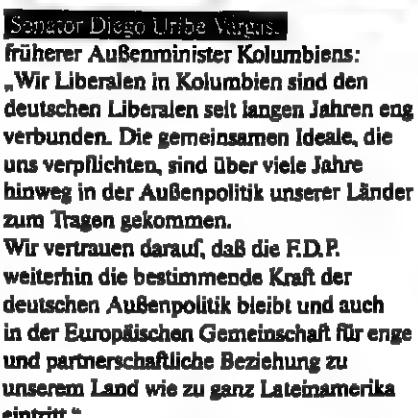 Senator Diego Uribe Vargas,
früherer Außenminister Kolumbiens:
„Wir Liberalen in Kolumbien sind den
deutschen Liberalen seit langen Jahren eng
verbunden. Die gemeinsamen Ideale, die
uns verpflichten, sind über viele Jahre
hinweg in der Außenpolitik unserer Länder
zum Tragen gekommen.
Wir vertrauen darauf, daß die F.D.P.
weiterhin die bestimmende Kraft der
deutschen Außenpolitik bleibt und auch
in der Europäischen Gemeinschaft für enge
und partnerschaftliche Beziehung zu
unserem Land wie zu ganz Lateinamerika
eintritt.“